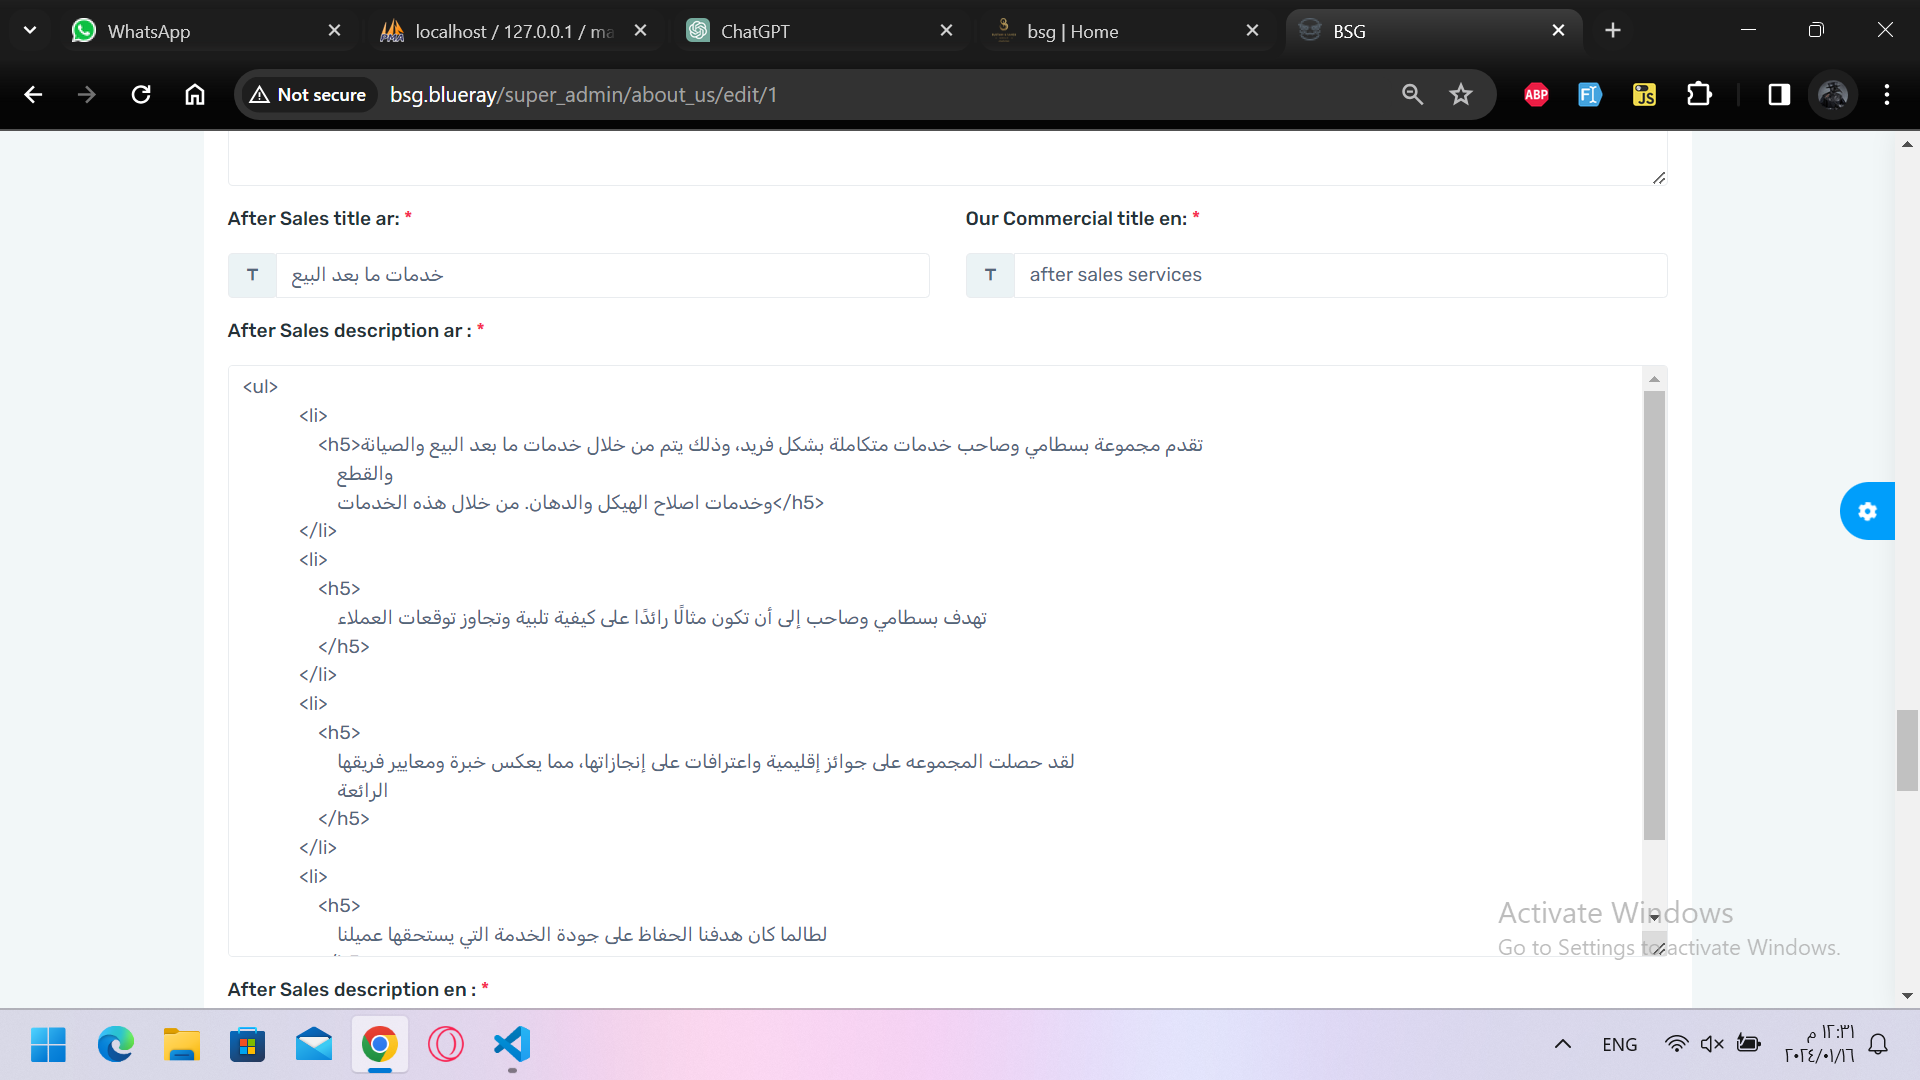 WhatsApp
localhost / 127.0.0.1 / ma
ChatGPT
bsg | Home
BSG
Not secure
bsg.blueray/super_admin/about_us/edit/1
ABP
JS
After Sales title ar: *
Our Commercial title en: *
T
خدمات ما بعد البيع
T
after sales services
After Sales description ar : *
<ul>
<li>
<h5>تقدم مجموعة بسطامي وصاحب خدمات متكاملة بشكل فريد، وذلك يتم من خلال خدمات ما بعد البيع والصيانة
والقطع
وخدمات اصلاح الهيكل والدهان. من خلال هذه الخدمات</h5>
</li>
<li>
<h5>
تهدف بسطامي وصاحب إلى أن تكون مثالًا رائدًا على كيفية تلبية وتجاوز توقعات العملاء
</h5>
</li>
<li>
<h5>
لقد حصلت المجموعه على جوائز إقليمية واعترافات على إنجازاتها، مما يعكس خبرة ومعايير فريقها
الرائعة
</h5>
</li>
<li>
<h5>
لطالما كان هدفنا الحفاظ على جودة الخدمة التي يستحقها عميلنا
After Sales description en : *
Activate Windows
Go to Settings to activate Windows.
ENG
١٢:٣١ م
٢٠٢٤/٠١/١٦